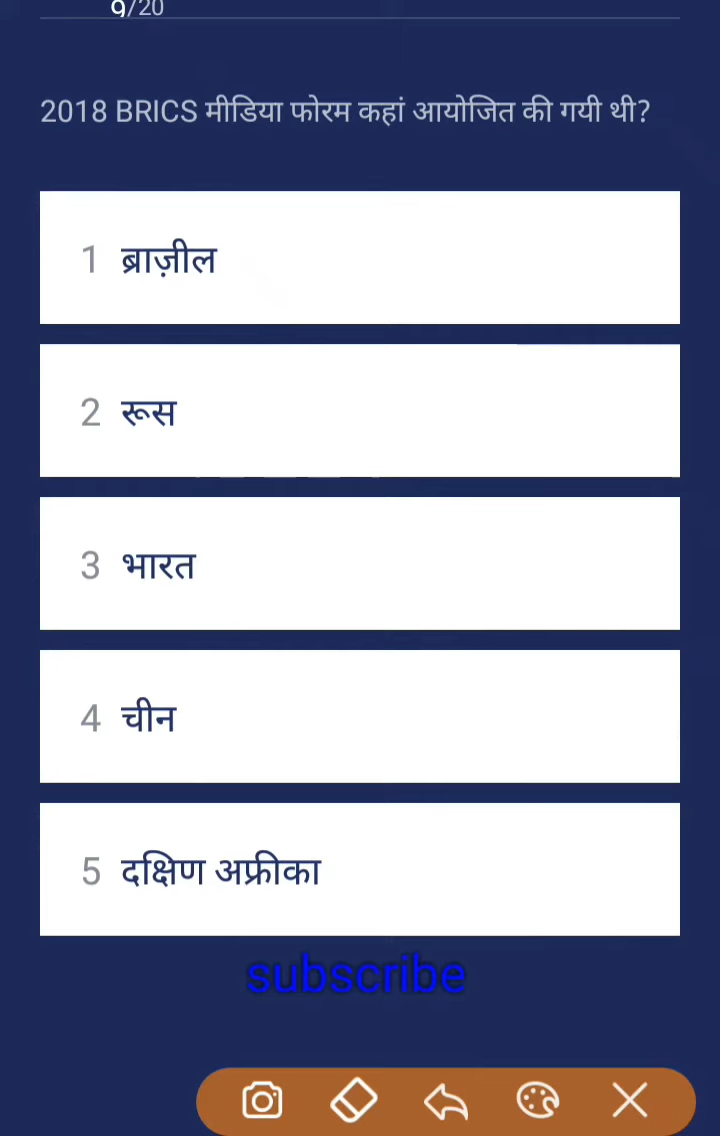 9/20
2018 BRICS मीडिया फोरम कहां आयोजित की गयी थी?
1 ब्राज़ील
2 रूस
3 भारत
4 चीन
5 दक्षिण अफ्रीका
subscribe